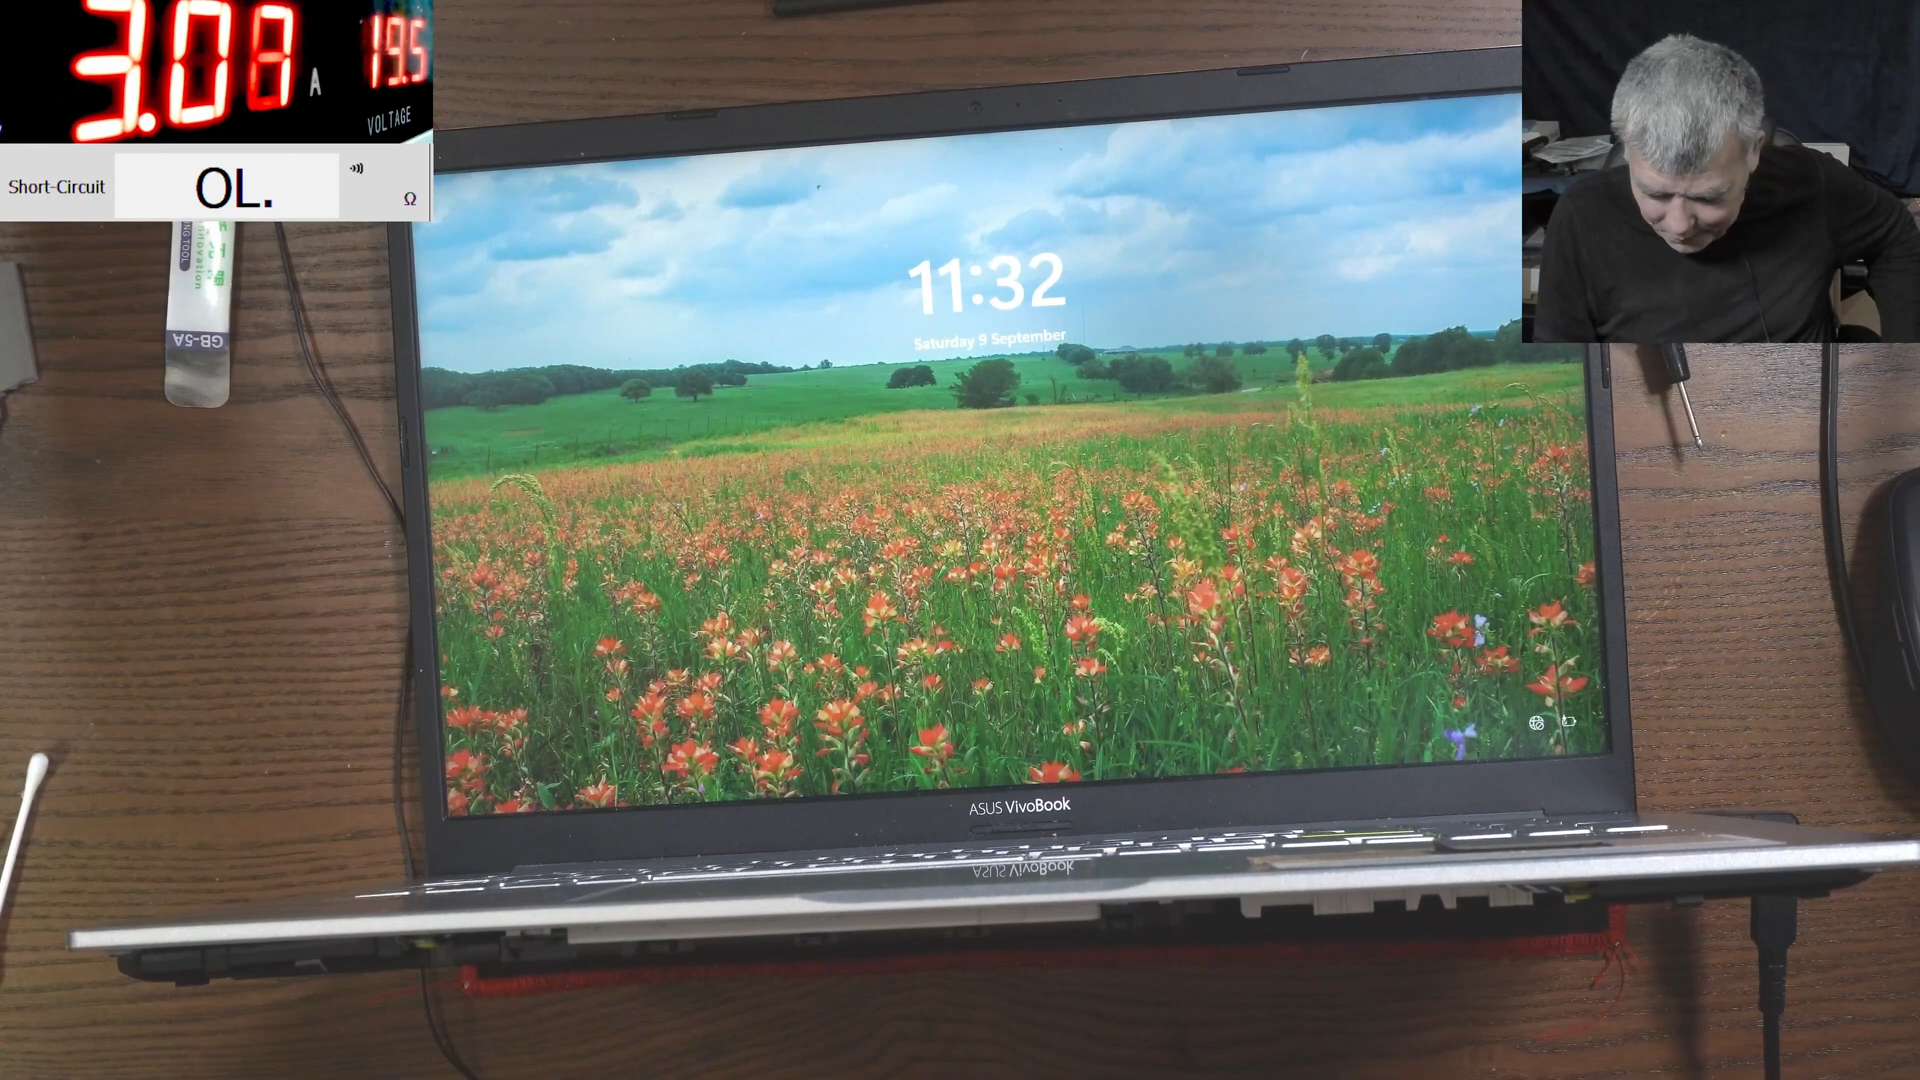 3.08 A 19.5
VOLTAGE
Short-Circuit OL. Ω
GB-5A
11:32
Saturday 9 September
ASUS VivoBook
ASUS VivoBook